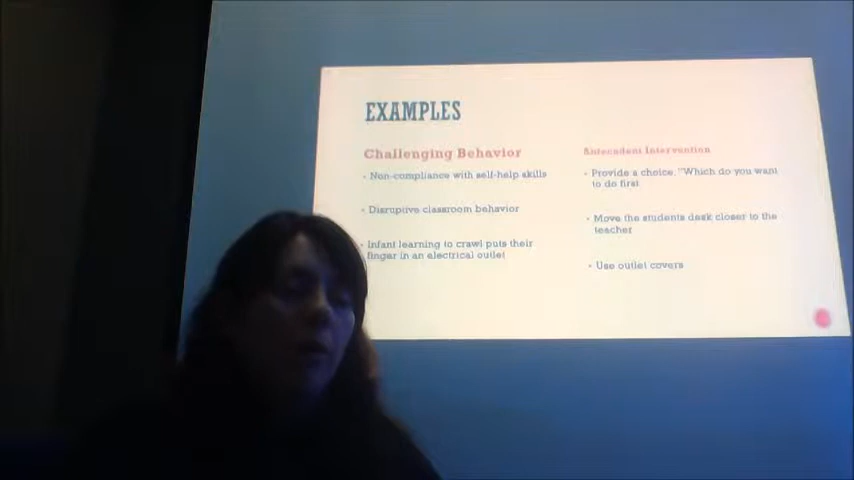 EXAMPLES
Challenging Behavior
• Non-compliance with self-help skills
• Disruptive classroom behavior
• Infant learning to crawl puts their
finger in an electrical outlet
Antecedent Intervention
• Provide a choice, "Which do you want
to do first
• Move the students desk closer to the
teacher
• Use outlet covers